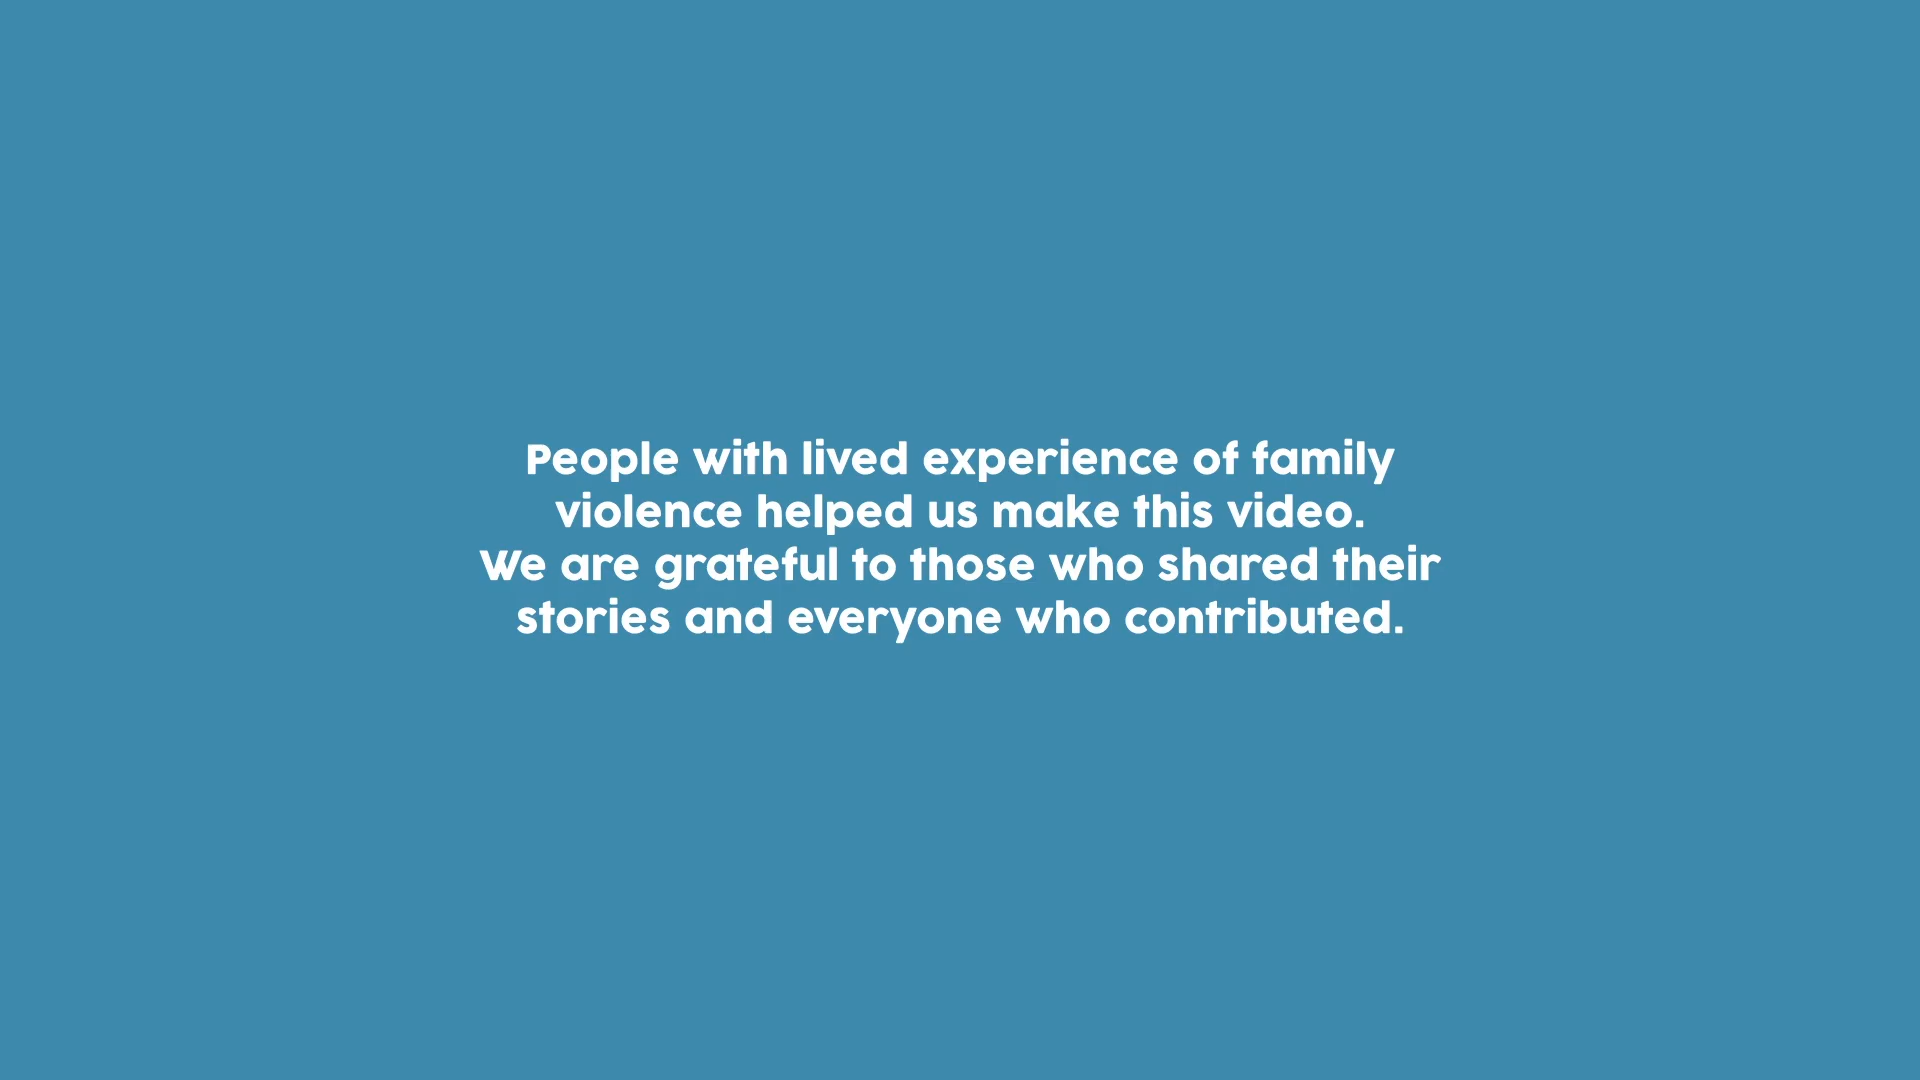 People with lived experience of family
violence helped us make this video.
We are grateful to those who shared their
stories and everyone who contributed.